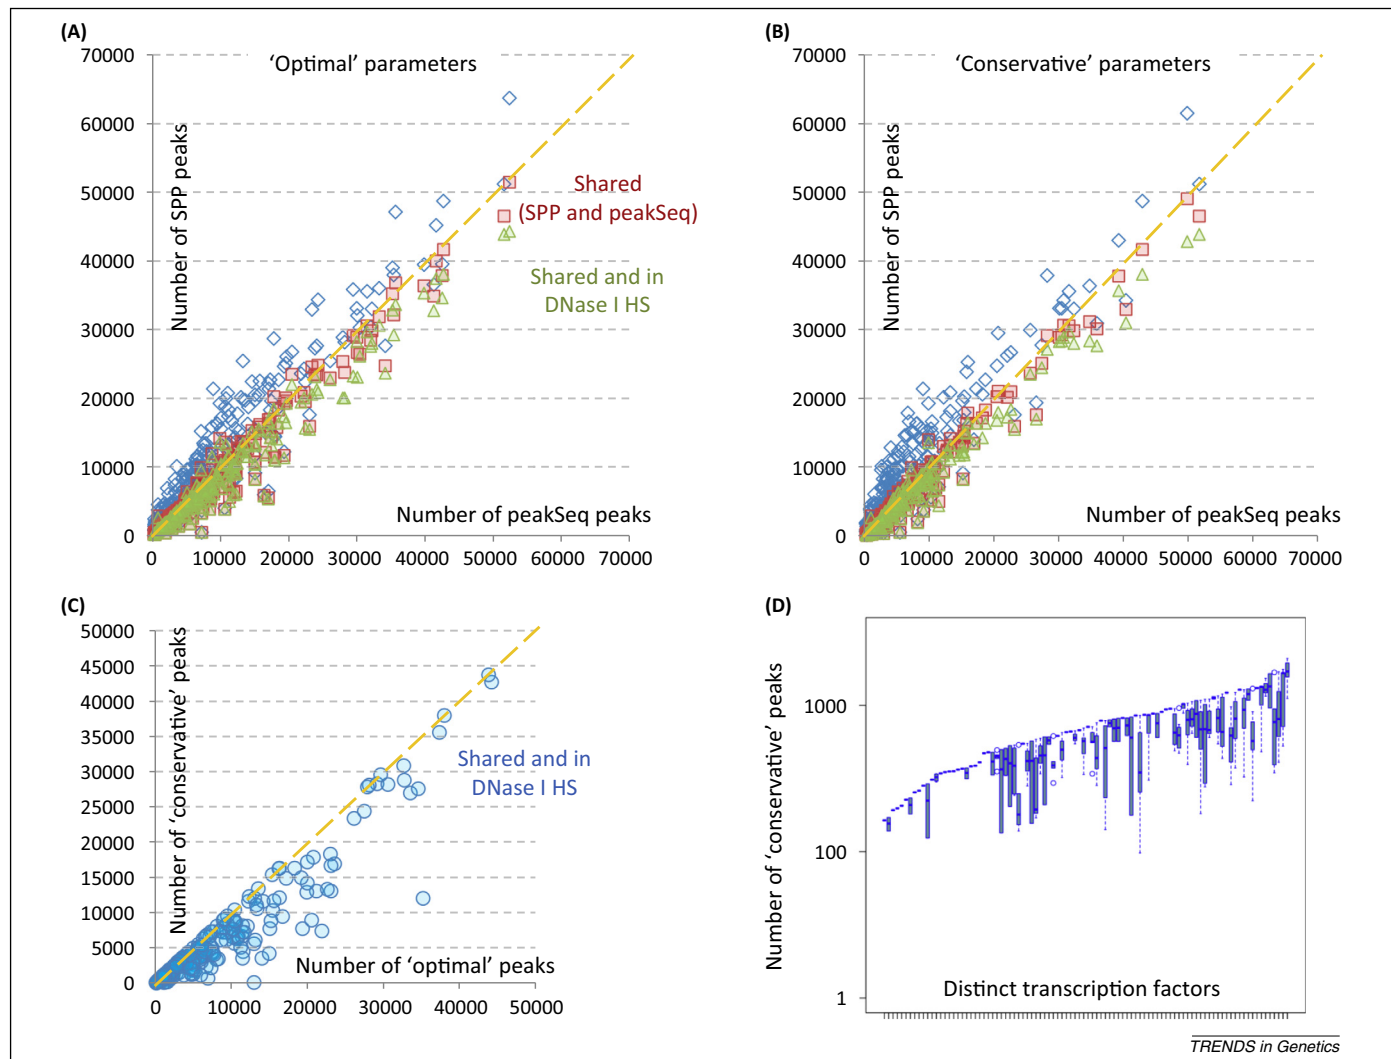 (A)
70000
60000
50000
40000
30000
20000
10000
0
Number of SPP peaks
'Optimal' parameters
Shared
(SPP and peakSeq)
Shared and in
DNase I HS
Number of peakSeq peaks
0 10000 20000 30000 40000 50000 60000 70000
(B)
70000
60000
50000
40000
30000
20000
10000
0
Number of SPP peaks
'Conservative' parameters
Number of peakSeq peaks
0 10000 20000 30000 40000 50000 60000 70000
(C)
50000
45000
40000
35000
30000
25000
20000
15000
10000
5000
0
Number of 'conservative' peaks
Shared and in
DNase I HS
Number of 'optimal' peaks
0 10000 20000 30000 40000 50000
(D)
Number of 'conservative' peaks
1000
100
1
Distinct transcription factors
TRENDS in Genetics